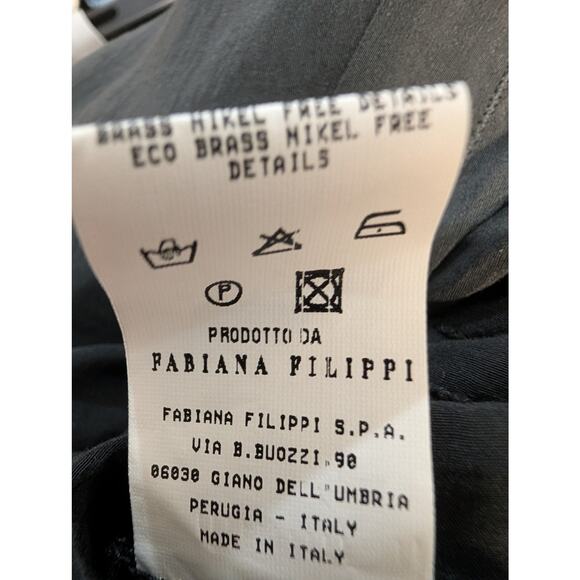 BRASS NIKEL FREE DETAILS
ECO BRASS NIKEL FREE
DETAILS
P
PRODOTTO DA
FABIANA FILIPPI
FABIANA FILIPPI S.P.A.
VIA B.BUOZZI,90
06030 GIANO DELL'UMBRIA
PERUGIA - ITALY
MADE IN ITALY